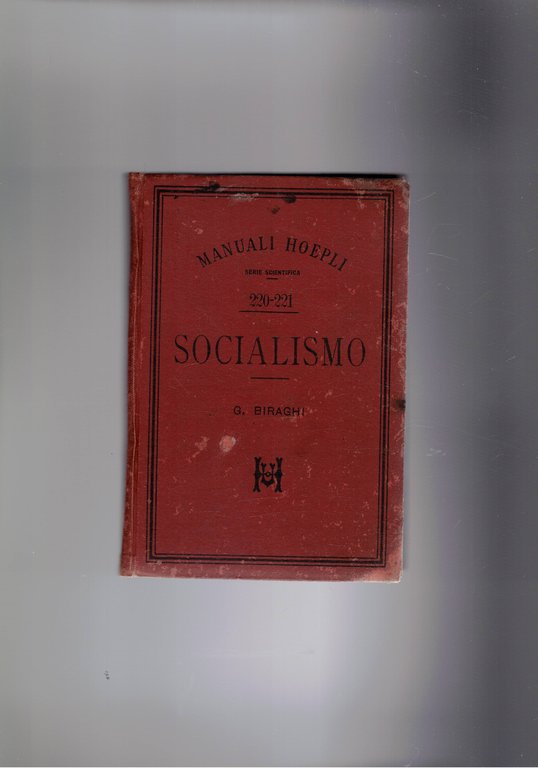 MANUALI HOEPLI
SERIE SCIENTIFICA
220-221
SOCIALISMO
G. BIRAGHI